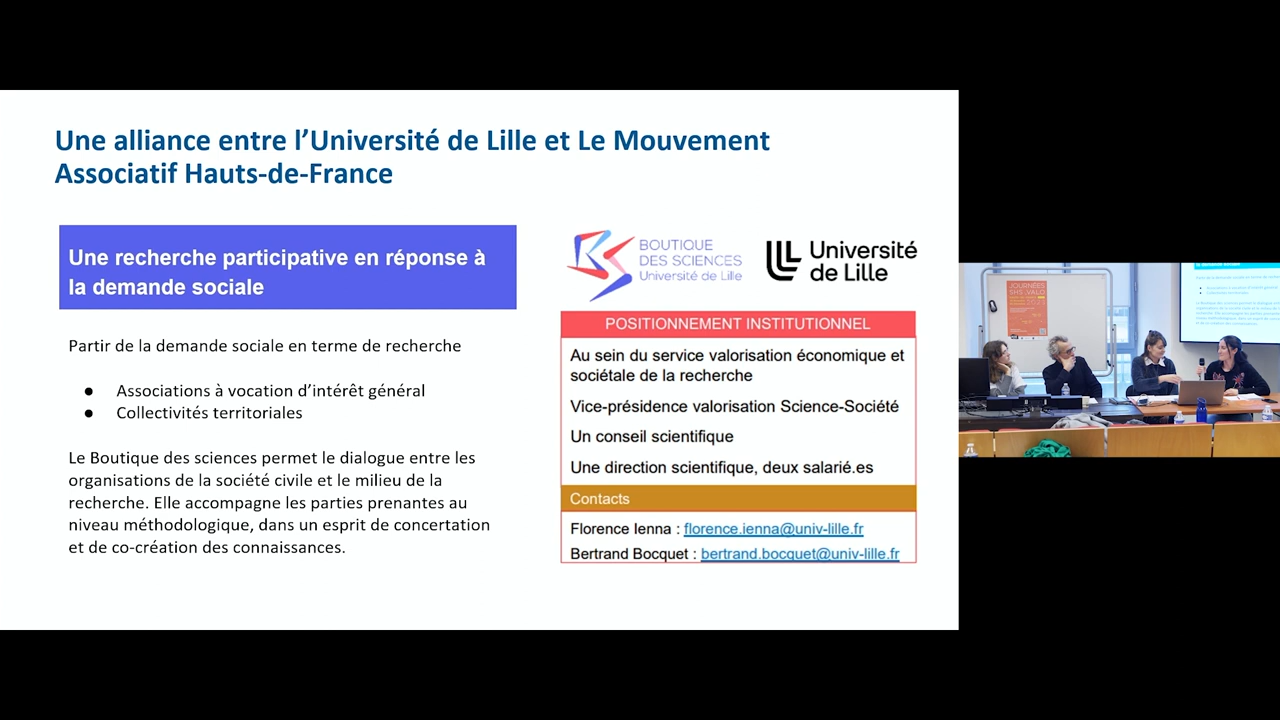 Une alliance entre l’Université de Lille et Le Mouvement
Associatif Hauts-de-France
Une recherche participative en réponse à
la demande sociale
Partir de la demande sociale en terme de recherche
● Associations à vocation d’intérêt général
● Collectivités territoriales
Le Boutique des sciences permet le dialogue entre les
organisations de la société civile et le milieu de la
recherche. Elle accompagne les parties prenantes au
niveau méthodologique, dans un esprit de concertation
et de co-création des connaissances.
BOUTIQUE
DES SCIENCES
Université de Lille
Université
de Lille
POSITIONNEMENT INSTITUTIONNEL
Au sein du service valorisation économique et
sociétale de la recherche
Vice-présidence valorisation Science-Société
Un conseil scientifique
Une direction scientifique, deux salarié.es
Contacts
Florence Ienna : florence.ienna@univ-lille.fr
Bertrand Bocquet : bertrand.bocquet@univ-lille.fr
JOURNÉES